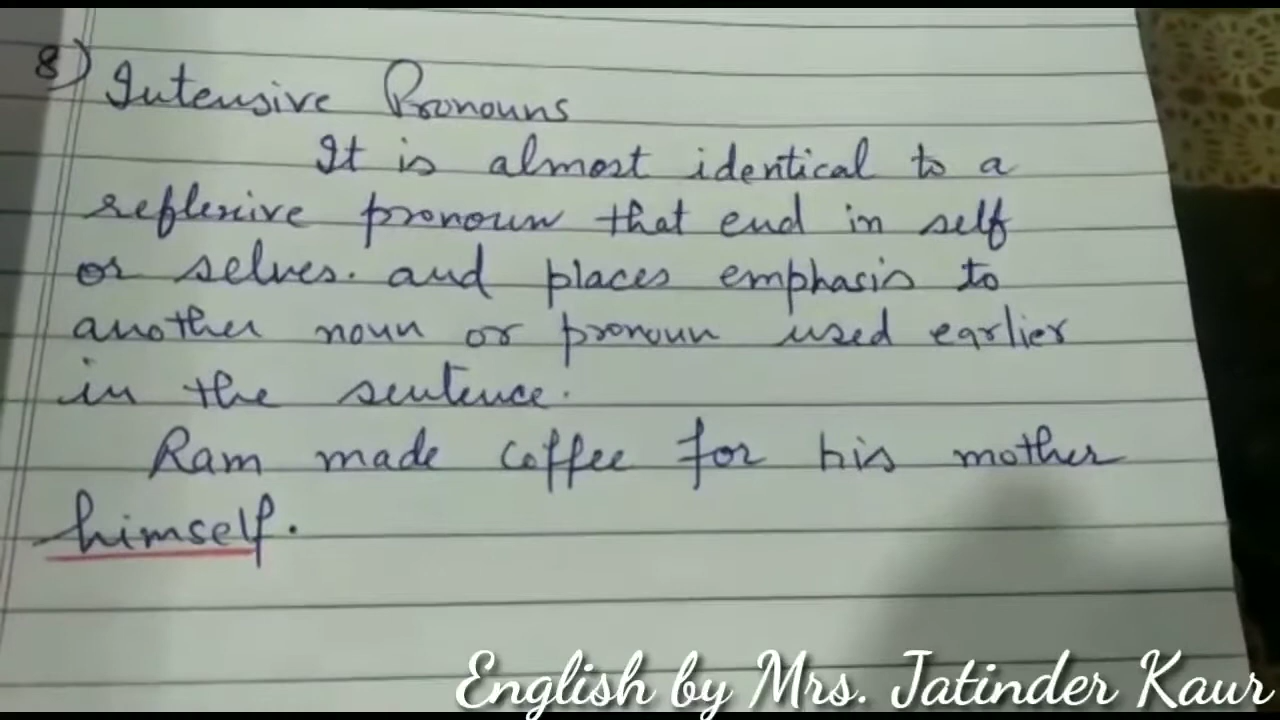 8) Intensive Pronouns
It is almost identical to a
reflexive pronoun that end in self
or selves. and places emphasis to
another noun or pronoun used earlier
in the sentence.
Ram made coffee for his mother
himself.
English by Mrs. Jatinder Kaur